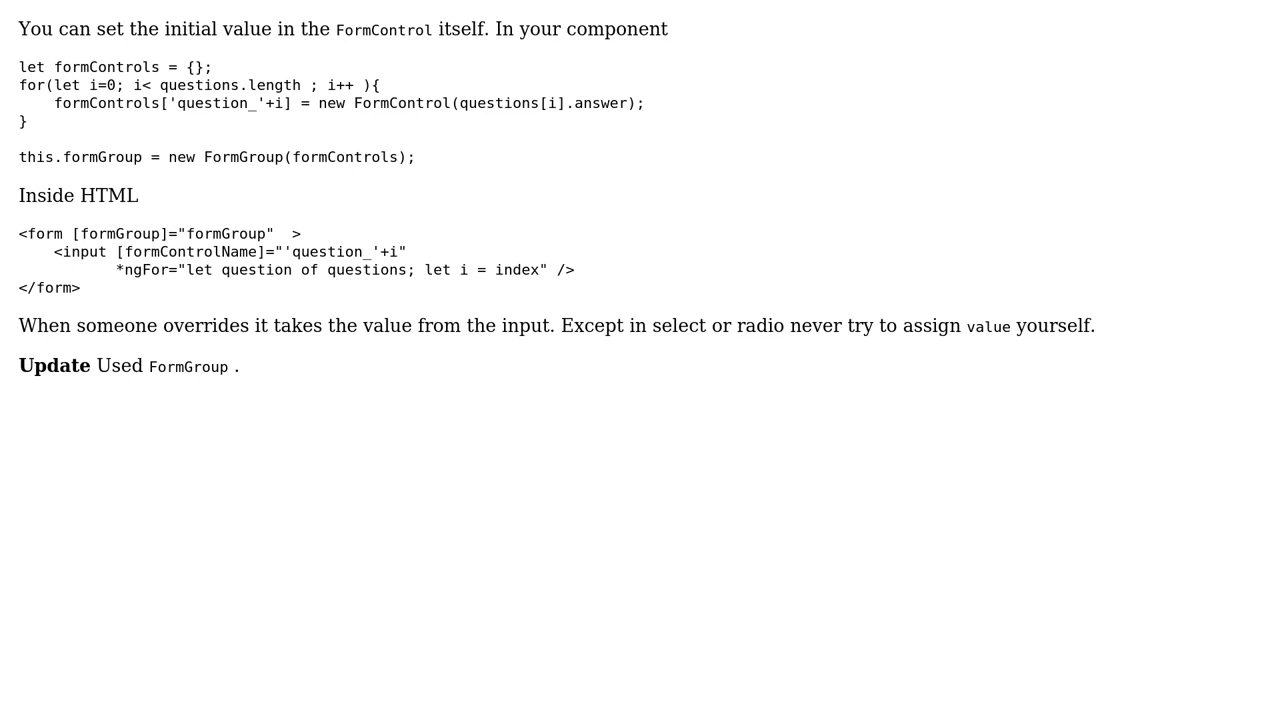 You can set the initial value in the FormControl itself. In your component
let formControls = {};
for(let i=0; i< questions.length ; i++ ){
    formControls['question_'+i] = new FormControl(questions[i].answer);
}
this.formGroup = new FormGroup(formControls);
Inside HTML
<form [formGroup]="formGroup"  >
    <input [formControlName]="'question_'+i"
           *ngFor="let question of questions; let i = index" />
</form>
When someone overrides it takes the value from the input. Except in select or radio never try to assign value yourself.
Update Used FormGroup .